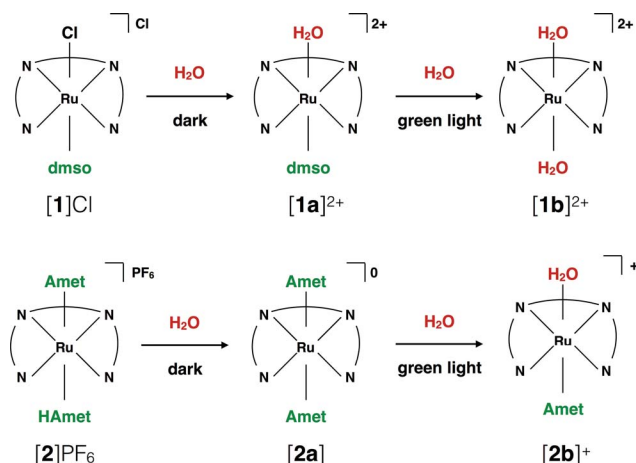 Cl ] Cl
N N Ru N N
dmso
[1]Cl
H₂O
dark
H₂O ] 2+
N N Ru N N
dmso
[1a]²⁺
H₂O
green light
H₂O ] 2+
N N Ru N N
H₂O
[1b]²⁺
Amet ] PF₆
N N Ru N N
HAmet
[2]PF₆
H₂O
dark
Amet ] 0
N N Ru N N
Amet
[2a]
H₂O
green light
H₂O ] +
N N Ru N N
Amet
[2b]⁺